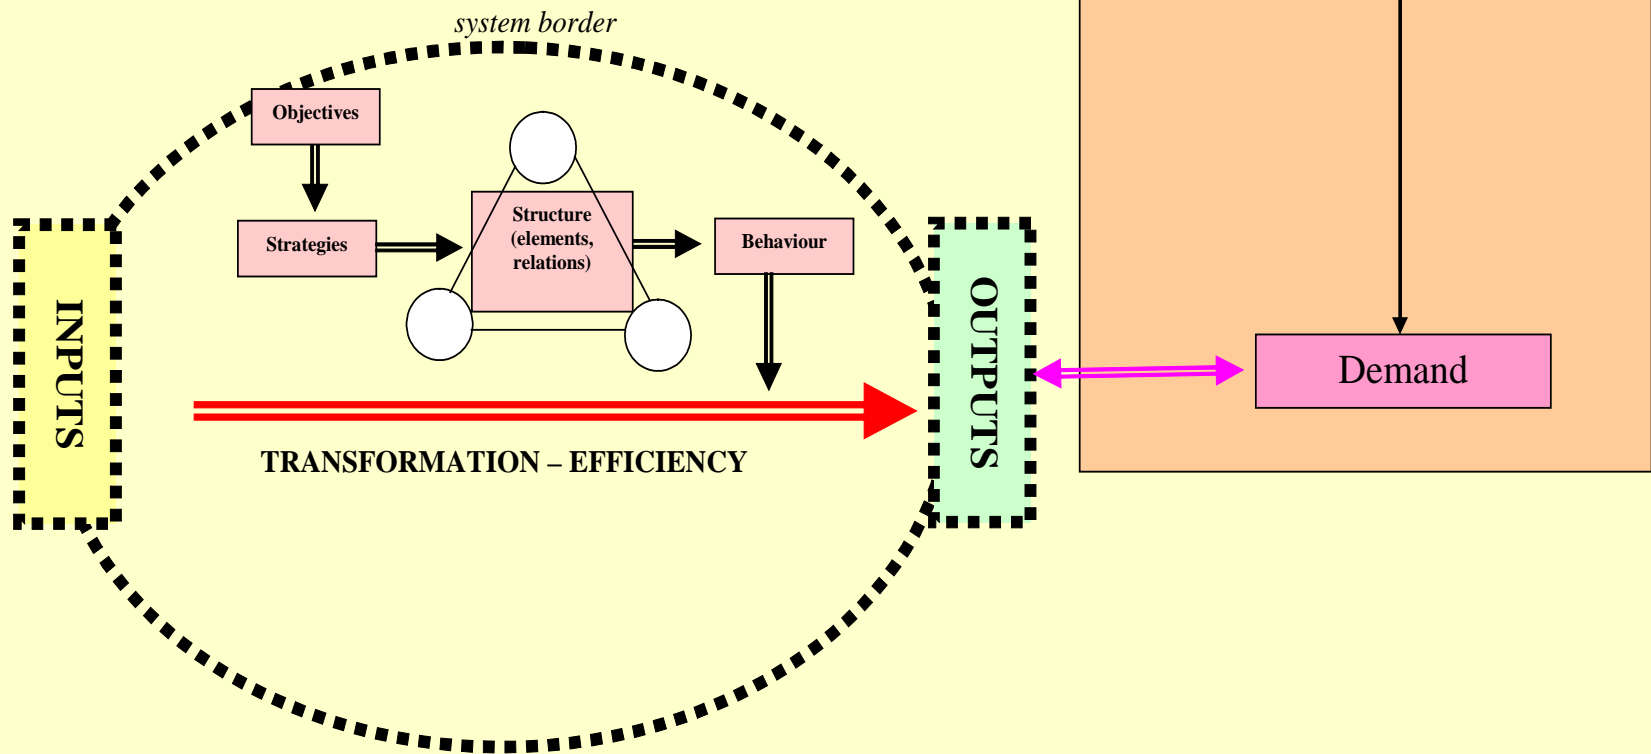 system border
Objectives
Strategies
Structure
(elements,
relations)
Behaviour
INPUTS
OUTPUTS
Demand
TRANSFORMATION – EFFICIENCY